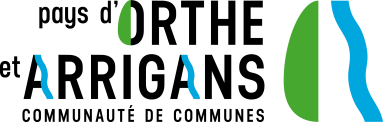 pays d'ORTHE
et ARRIGANS
COMMUNAUTÉ DE COMMUNES